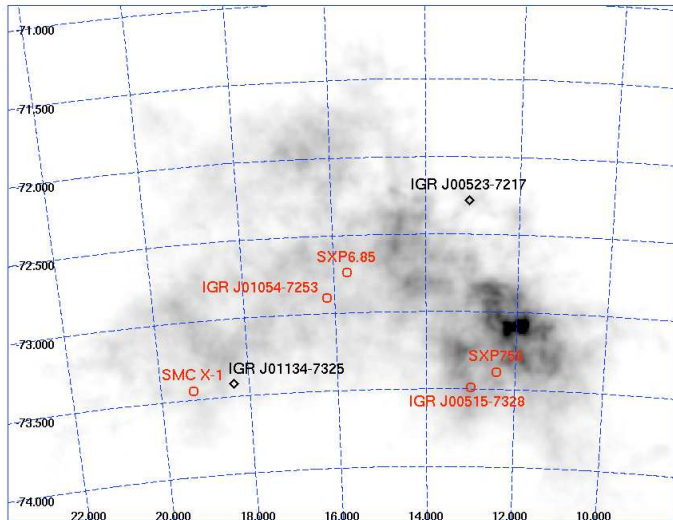 -71.000
-71.500
-72.000
IGR J00523-7217
SXP6.85
-72.500
IGR J01054-7253
-73.000
SXP756
SMC X-1
IGR J01134-7325
IGR J00515-7328
-73.500
-74.000
22.000 20.000 18.000 16.000 14.000 12.000 10.000